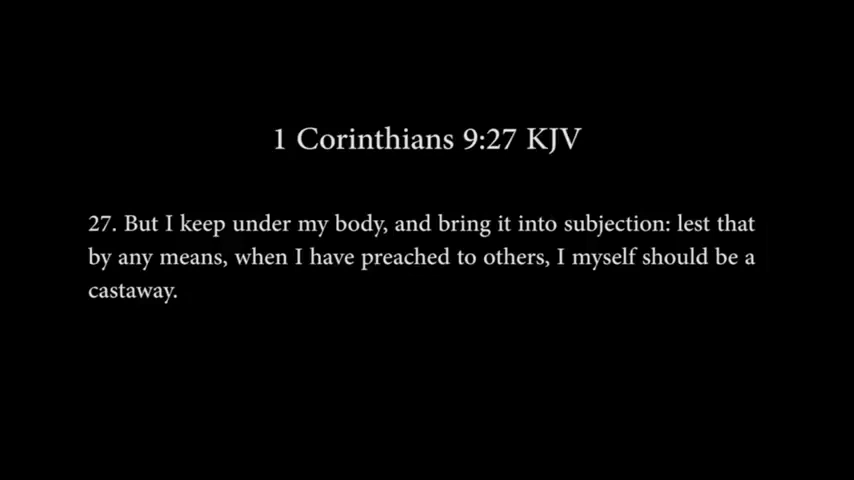 1 Corinthians 9:27 KJV
27. But I keep under my body, and bring it into subjection: lest that
by any means, when I have preached to others, I myself should be a
castaway.